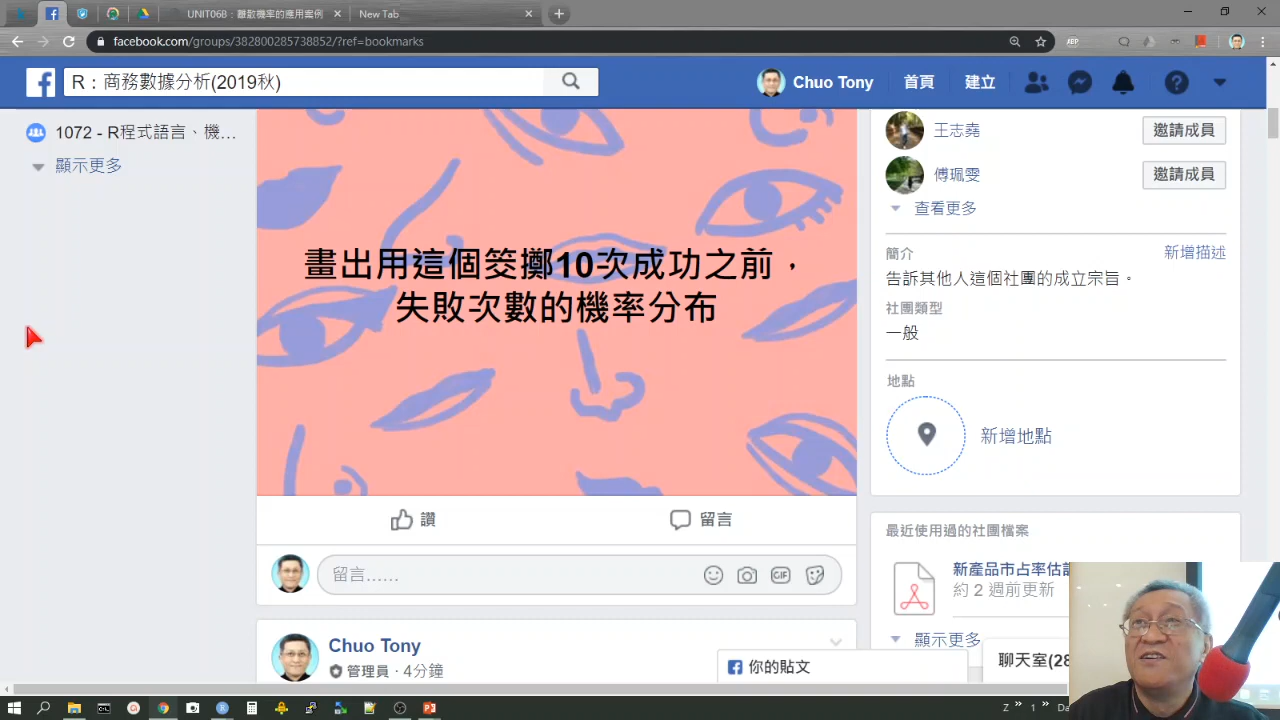 UNIT06B：離散機率的應用案例
New Tab
facebook.com/groups/382800285738852/?ref=bookmarks
R：商務數據分析(2019秋)
Chuo Tony
首頁
建立
1072 - R程式語言、機…
顯示更多
畫出用這個筊擲10次成功之前，
失敗次數的機率分布
讚
留言
留言……
Chuo Tony
管理員 · 4分鐘
你的貼文
王志堯
邀請成員
傅珮雯
邀請成員
查看更多
簡介
新增描述
告訴其他人這個社團的成立宗旨。
社團類型
一般
地點
新增地點
最近使用過的社團檔案
新產品市占率估
約 2 週前更新
顯示更多
聊天室(28